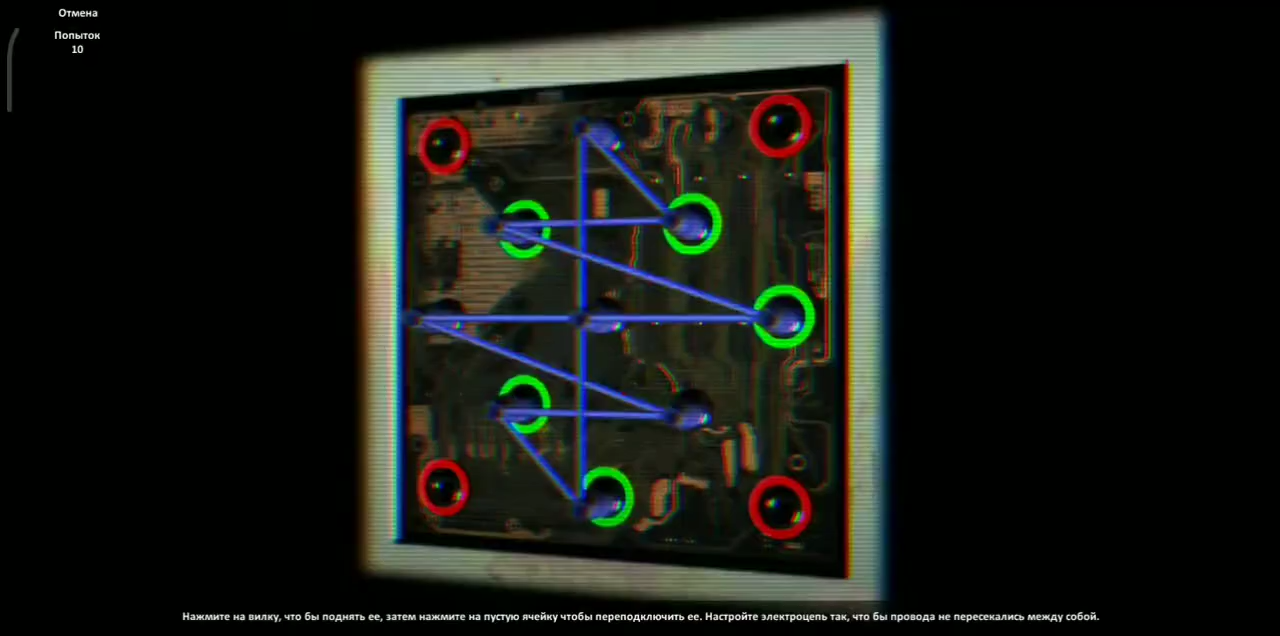 Отмена
Попыток
10
Нажмите на вилку, что бы поднять ее, затем нажмите на пустую ячейку чтобы переподключить ее. Настройте электроцепь так, что бы провода не пересекались между собой.